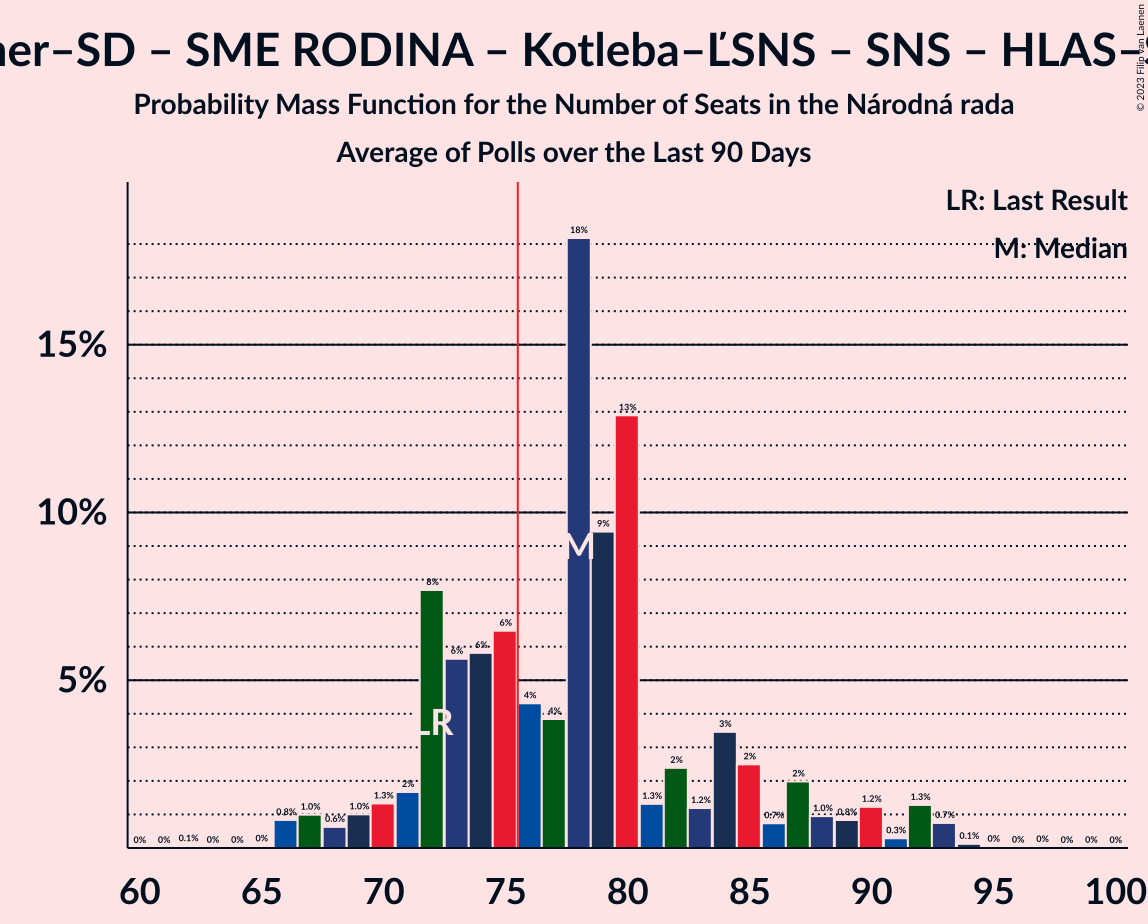 ner–SD – SME RODINA – Kotleba–ĽSNS – SNS – HLAS–
Probability Mass Function for the Number of Seats in the Národná rada
Average of Polls over the Last 90 Days
© 2023 Filip van Laenen
LR: Last Result
M: Median
15%
10%
5%
0% 0% 0.1% 0% 0% 0% 0.8% 1.0% 0.6% 1.0% 1.3% 2% 8% 6% 6% 6% 4% 4% 18% 9% 13% 1.3% 2% 1.2% 3% 2% 0.7% 2% 1.0% 0.8% 1.2% 0.3% 1.3% 0.7% 0.1% 0% 0% 0% 0% 0% 0%
LR
M
60 65 70 75 80 85 90 95 100